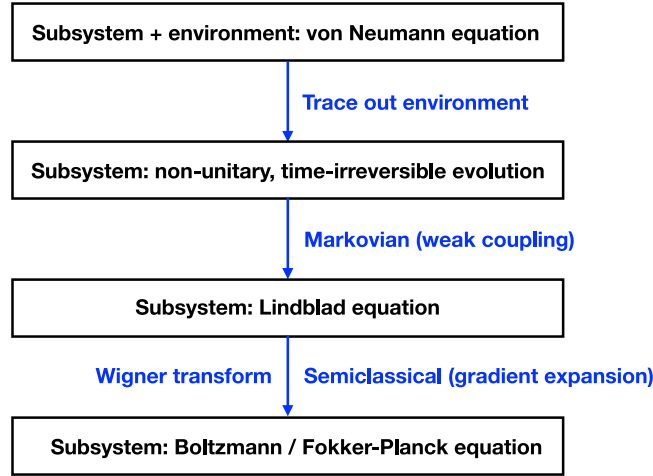 Subsystem + environment: von Neumann equation
Trace out environment
Subsystem: non-unitary, time-irreversible evolution
Markovian (weak coupling)
Subsystem: Lindblad equation
Wigner transform
Semiclassical (gradient expansion)
Subsystem: Boltzmann / Fokker-Planck equation